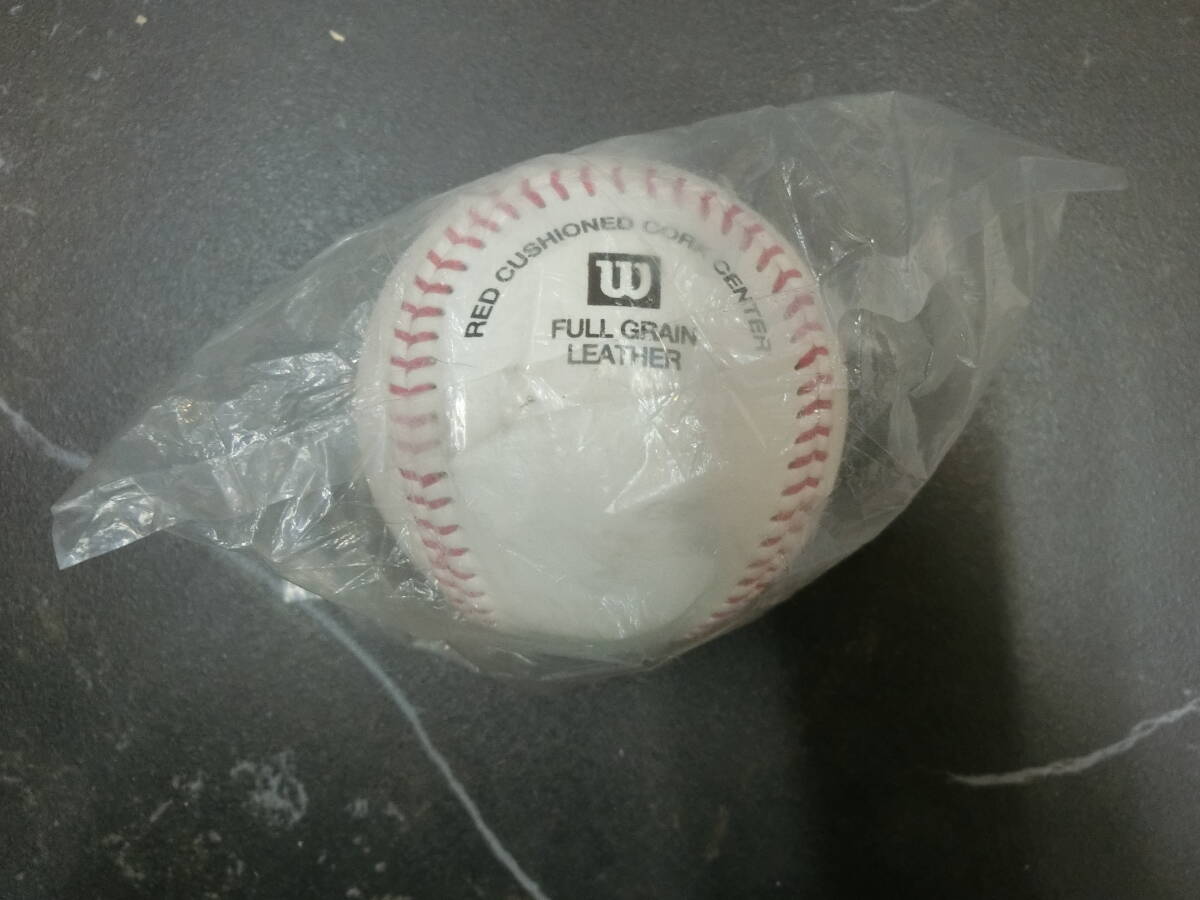 RED CUSHIONED CORK CENTER
W
FULL GRAIN
LEATHER